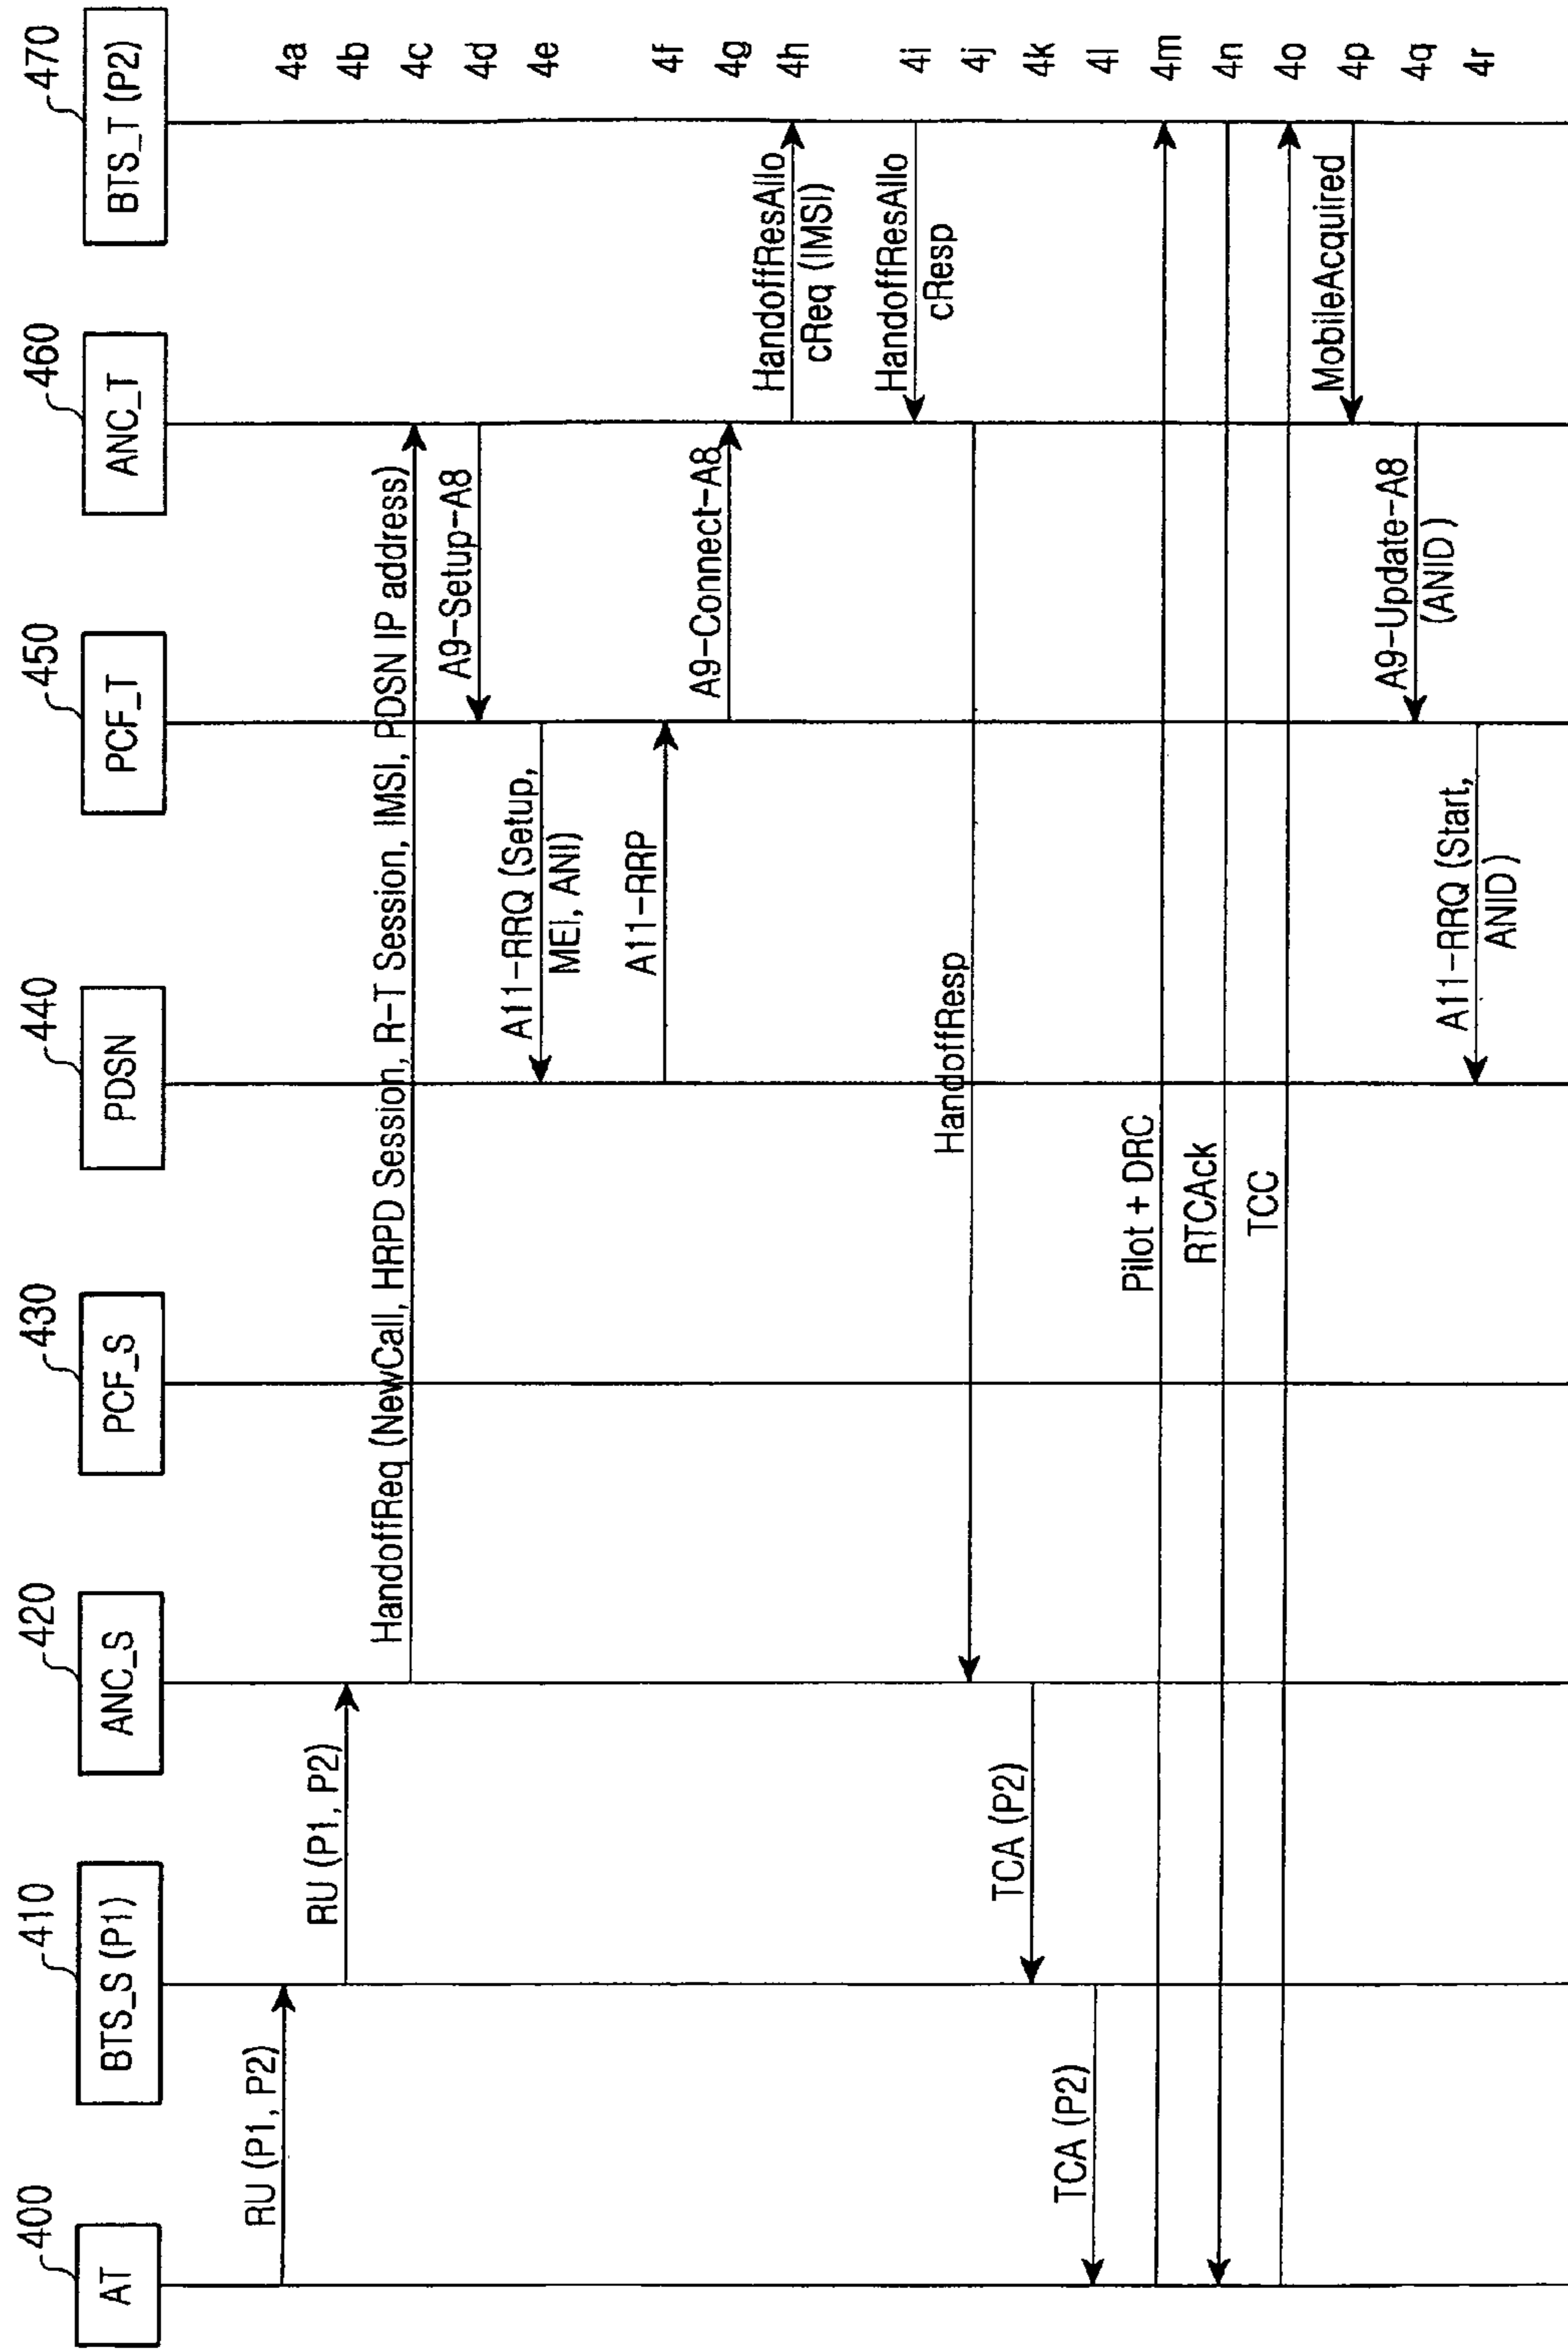 400
AT
410
BTS_S (P1)
420
ANC_S
430
PCF_S
440
PDSN
450
PCF_T
460
ANC_T
470
BTS_T (P2)
RU (P1, P2)
4a
RU (P1, P2)
4b
HandoffReq (NewCall, HRPD Session, R-T Session, IMSI, PDSN IP address)
4c
A9-Setup-A8
4d
A11-RRQ (Setup,
MEI, ANI)
4e
A11-RRP
4f
A9-Connect-A8
4g
HandoffResAllo
cReq (IMSI)
4h
HandoffResAllo
cResp
4i
HandoffResp
4j
TCA (P2)
4k
TCA (P2)
4l
Pilot + DRC
4m
RTCAck
4n
TCC
4o
MobileAcquired
4p
A9-Update-A8
(ANID)
4q
A11-RRQ (Start,
ANID)
4r